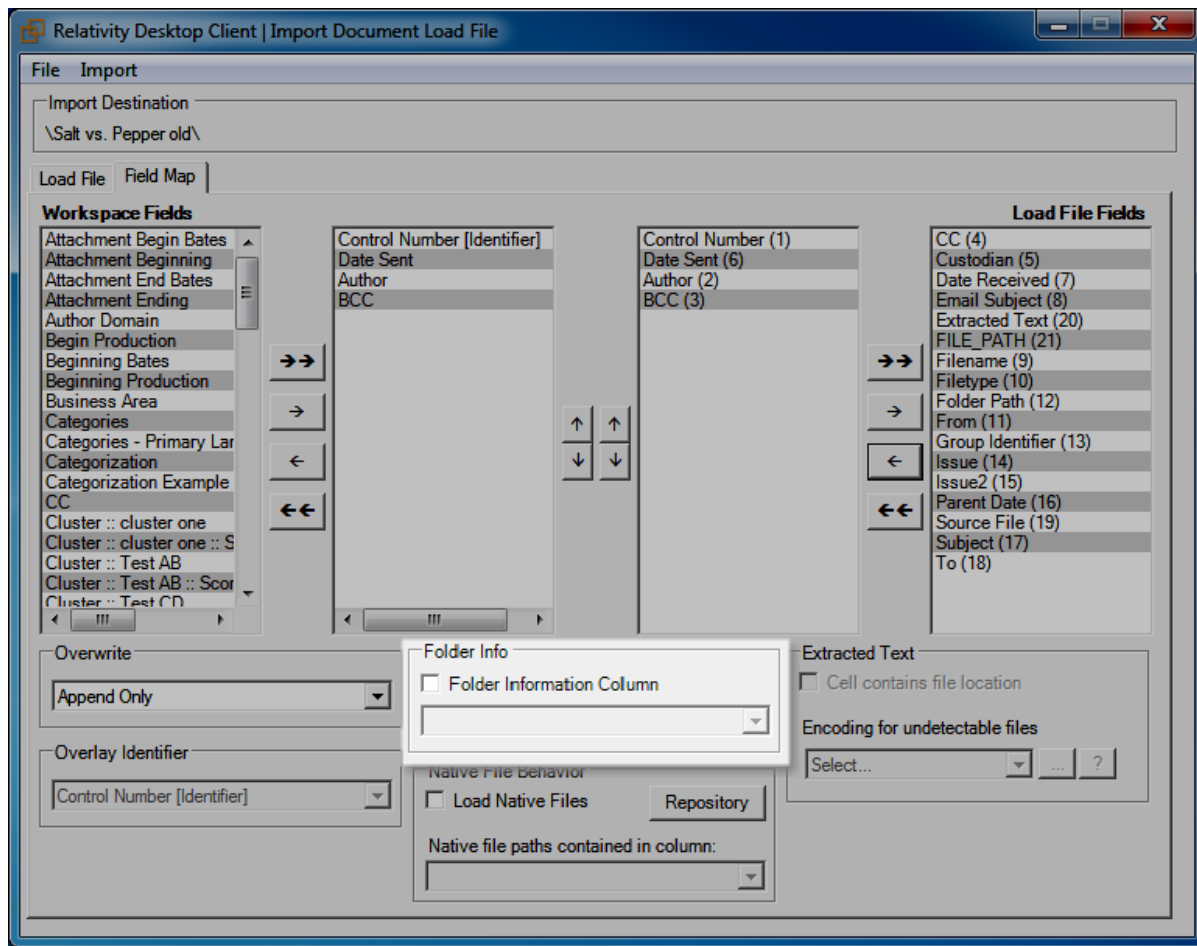 Relativity Desktop Client | Import Document Load File
File Import
Import Destination
\Salt vs. Pepper old\
Load File Field Map
Workspace Fields
Load File Fields
Attachment Begin Bates
Attachment Beginning
Attachment End Bates
Attachment Ending
Author Domain
Begin Production
Beginning Bates
Beginning Production
Business Area
Categories
Categories - Primary Lar
Categorization
Categorization Example
CC
Cluster :: cluster one
Cluster :: cluster one :: S
Cluster :: Test AB
Cluster :: Test AB :: Scor
Cluster :: Test CD
Control Number [Identifier]
Date Sent
Author
BCC
Control Number (1)
Date Sent (6)
Author (2)
BCC (3)
CC (4)
Custodian (5)
Date Received (7)
Email Subject (8)
Extracted Text (20)
FILE_PATH (21)
Filename (9)
Filetype (10)
Folder Path (12)
From (11)
Group Identifier (13)
Issue (14)
Issue2 (15)
Parent Date (16)
Source File (19)
Subject (17)
To (18)
Overwrite
Append Only
Overlay Identifier
Control Number [Identifier]
Folder Info
Folder Information Column
Native File Behavior
Load Native Files
Repository
Native file paths contained in column:
Extracted Text
Cell contains file location
Encoding for undetectable files
Select... ... ?